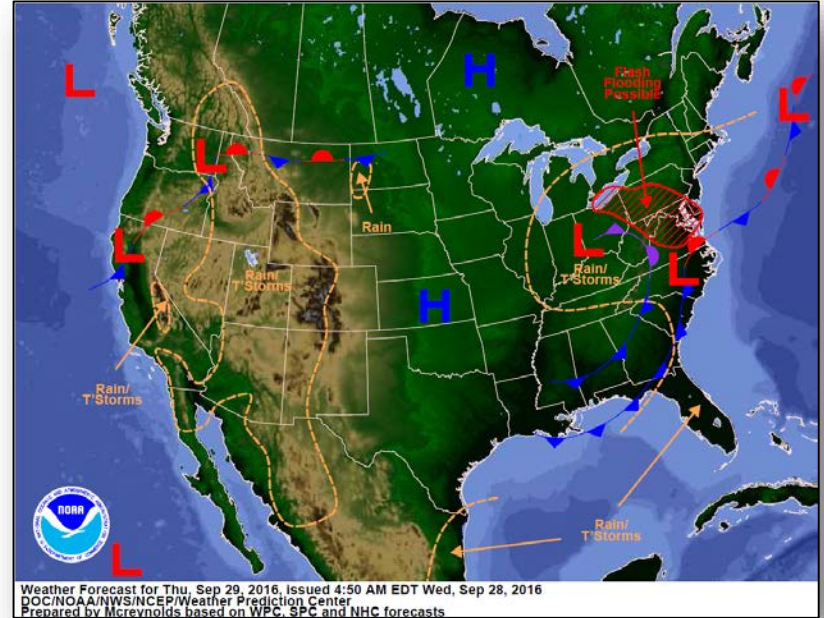 L
H
Flash
Flooding
Possible
L
L
Rain
L
L
Rain/
T'Storms
Rain/
T'Storms
L
H
Rain/
T'Storms
Rain/
T'Storms
NOAA
L
Weather Forecast for Thu, Sep 29, 2016, issued 4:50 AM EDT Wed, Sep 28, 2016
DOC/NOAA/NWS/NCEP/Weather Prediction Center
Prepared by Mcreynolds based on WPC, SPC and NHC forecasts